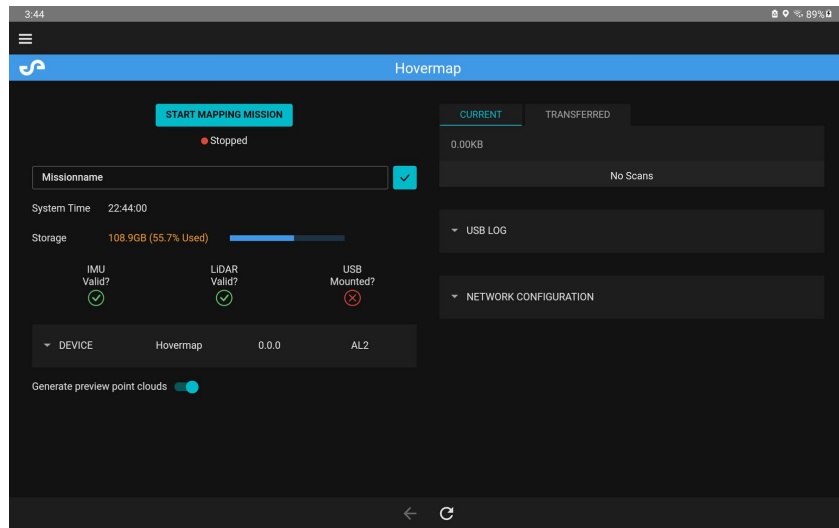 3:44
89%
Hovermap
START MAPPING MISSION
Stopped
Missionname
System Time 22:44:00
Storage 108.9GB (55.7% Used)
IMU Valid?
LiDAR Valid?
USB Mounted?
DEVICE Hovermap 0.0.0 AL2
Generate preview point clouds
CURRENT TRANSFERRED
0.00KB
No Scans
USB LOG
NETWORK CONFIGURATION